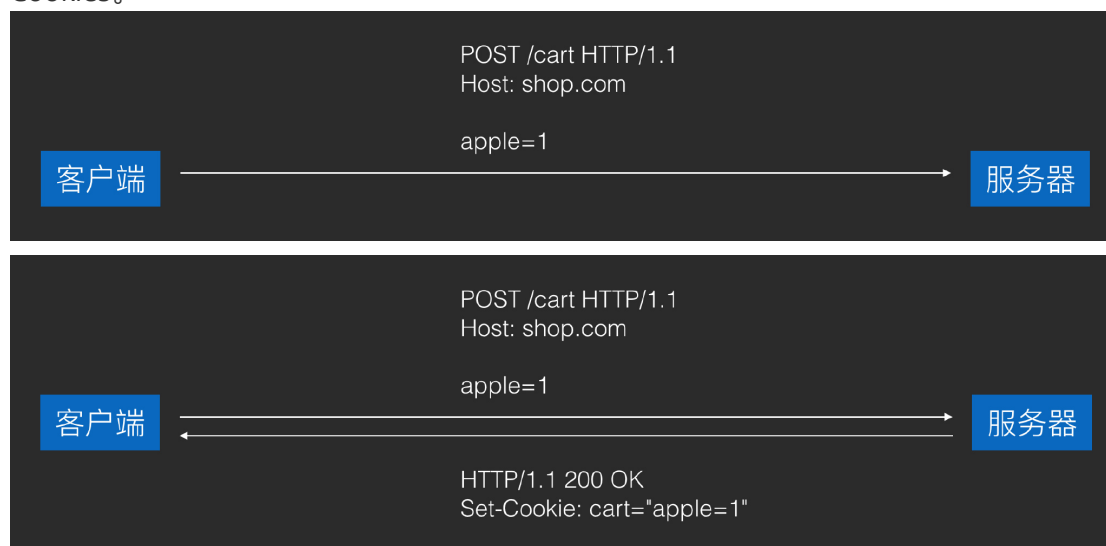 Cookies。
POST /cart HTTP/1.1
Host: shop.com
apple=1
客户端
服务器
POST /cart HTTP/1.1
Host: shop.com
apple=1
客户端
服务器
HTTP/1.1 200 OK
Set-Cookie: cart="apple=1"